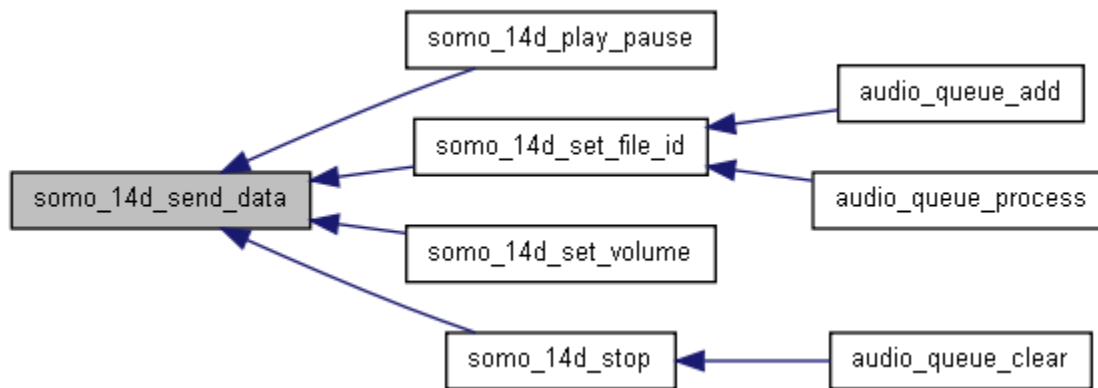 somo_14d_play_pause
audio_queue_add
somo_14d_set_file_id
somo_14d_send_data
audio_queue_process
somo_14d_set_volume
somo_14d_stop
audio_queue_clear